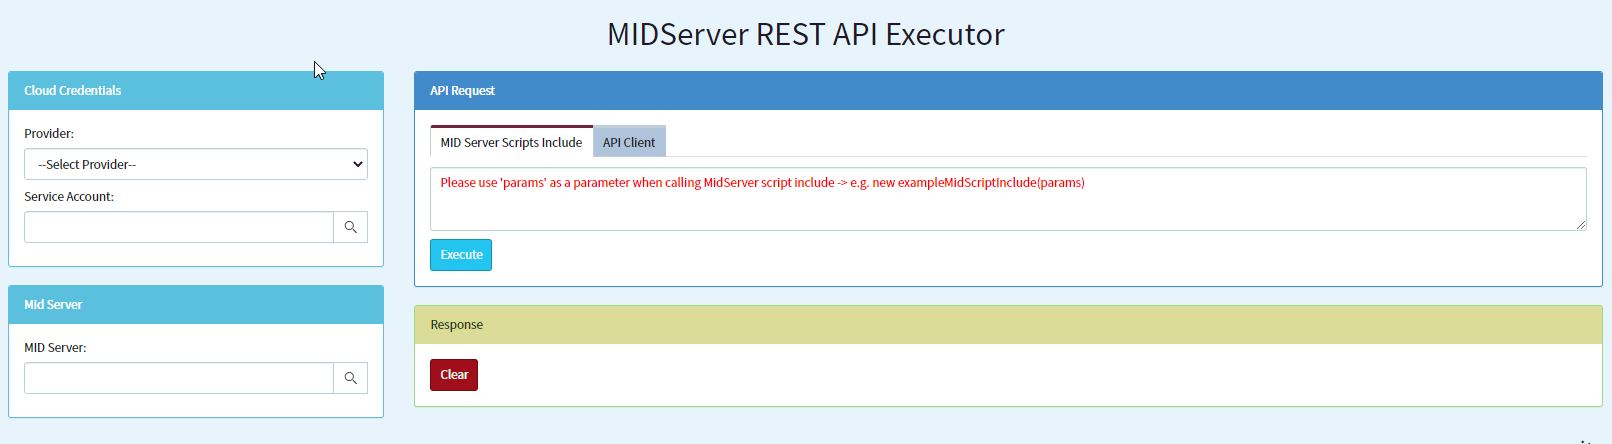 MIDServer REST API Executor
Cloud Credentials
Provider:
--Select Provider--
Service Account:
Mid Server
MID Server:
API Request
MID Server Scripts Include
API Client
Please use 'params' as a parameter when calling MidServer script include -> e.g. new exampleMidScriptInclude(params)
Execute
Response
Clear